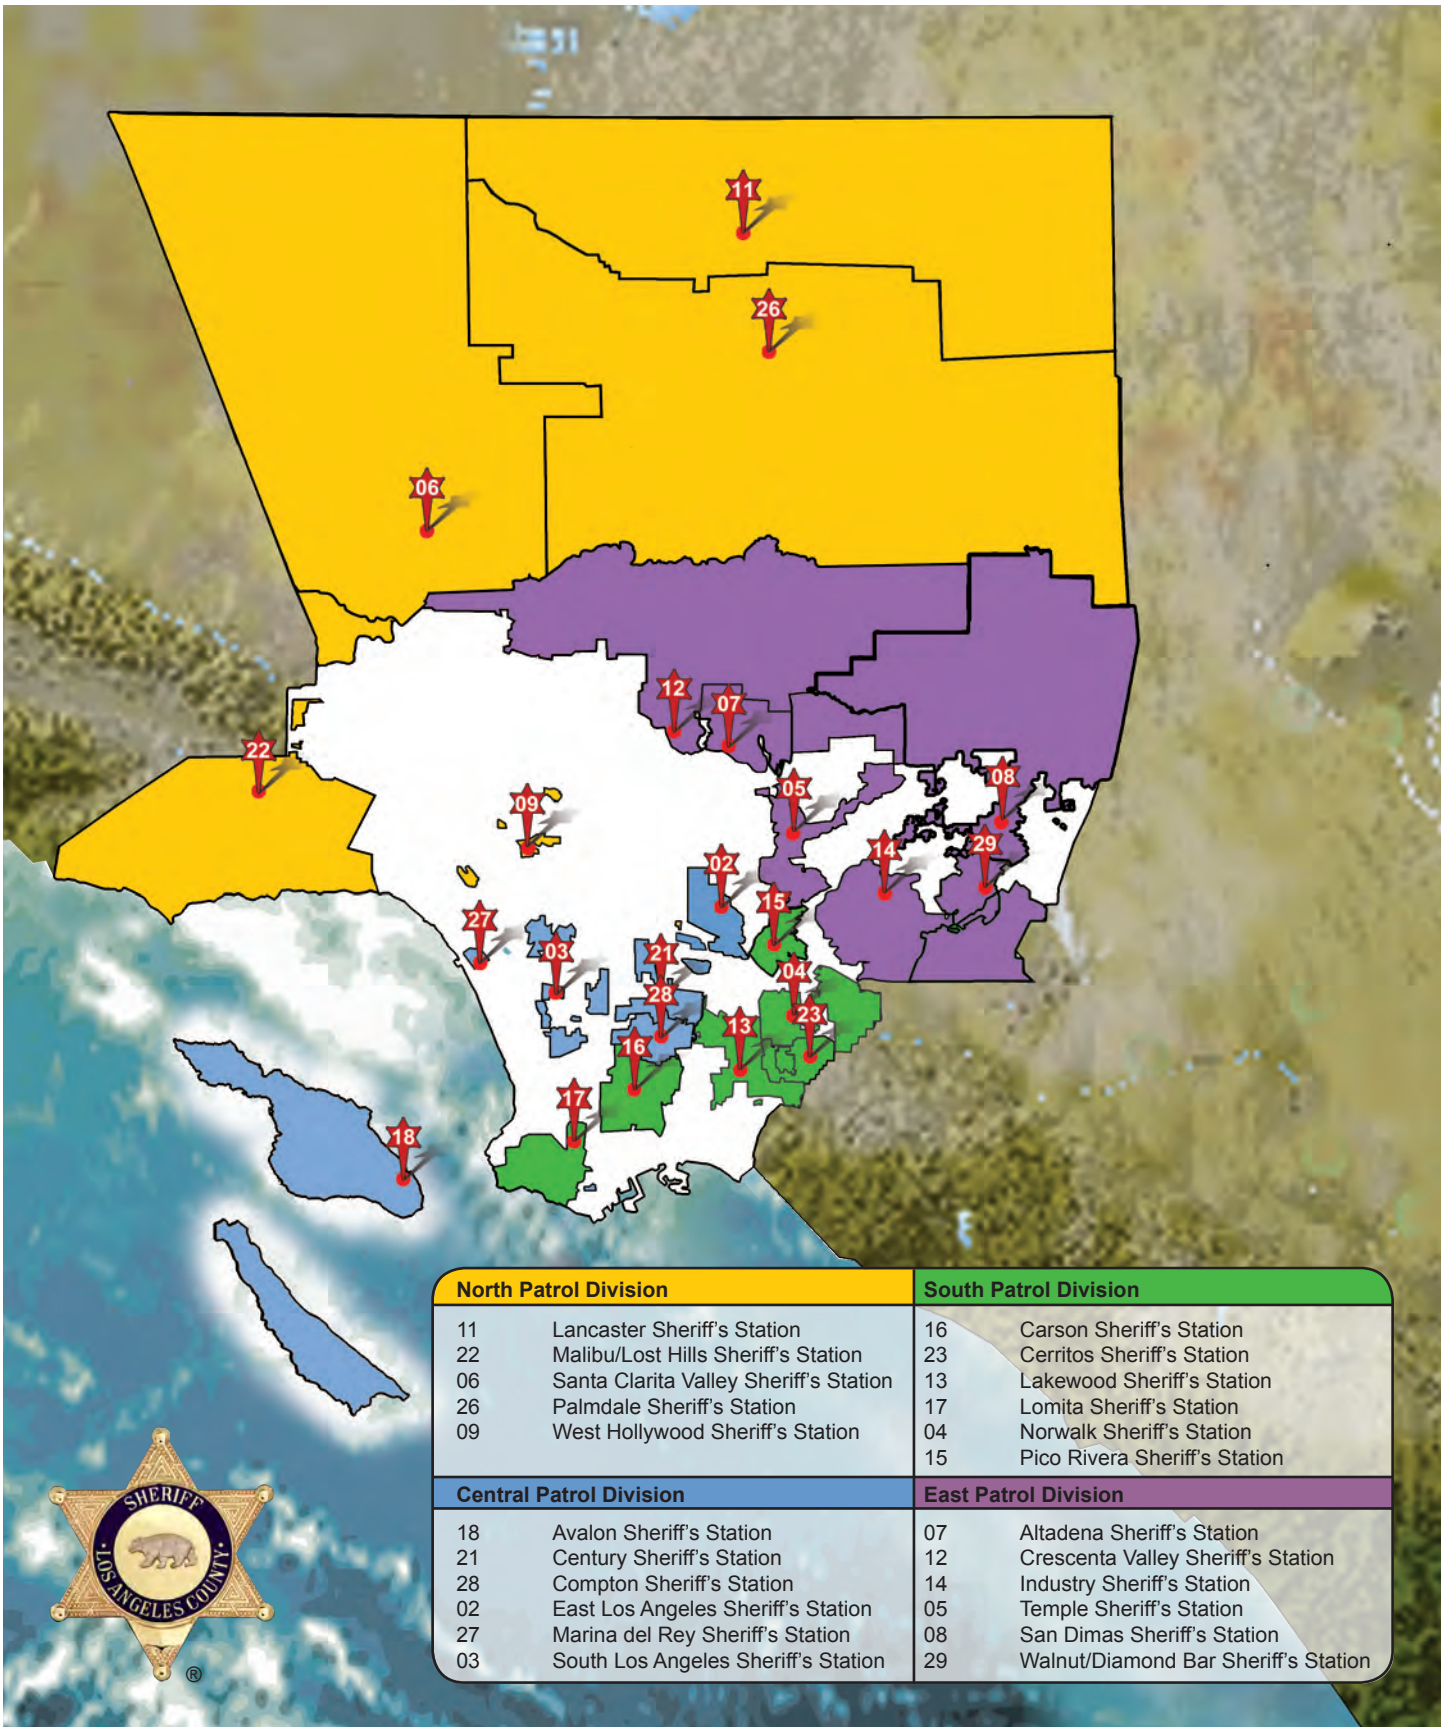 11
26
06
12
07
22
08
05
09
29
14
02
15
27
03
21
04
28
23
13
16
17
18
North Patrol Division
11 Lancaster Sheriff's Station
22 Malibu/Lost Hills Sheriff's Station
06 Santa Clarita Valley Sheriff's Station
26 Palmdale Sheriff's Station
09 West Hollywood Sheriff's Station
South Patrol Division
16 Carson Sheriff's Station
23 Cerritos Sheriff's Station
13 Lakewood Sheriff's Station
17 Lomita Sheriff's Station
04 Norwalk Sheriff's Station
15 Pico Rivera Sheriff's Station
Central Patrol Division
18 Avalon Sheriff's Station
21 Century Sheriff's Station
28 Compton Sheriff's Station
02 East Los Angeles Sheriff's Station
27 Marina del Rey Sheriff's Station
03 South Los Angeles Sheriff's Station
East Patrol Division
07 Altadena Sheriff's Station
12 Crescenta Valley Sheriff's Station
14 Industry Sheriff's Station
05 Temple Sheriff's Station
08 San Dimas Sheriff's Station
29 Walnut/Diamond Bar Sheriff's Station
SHERIFF
• LOS ANGELES COUNTY •
®